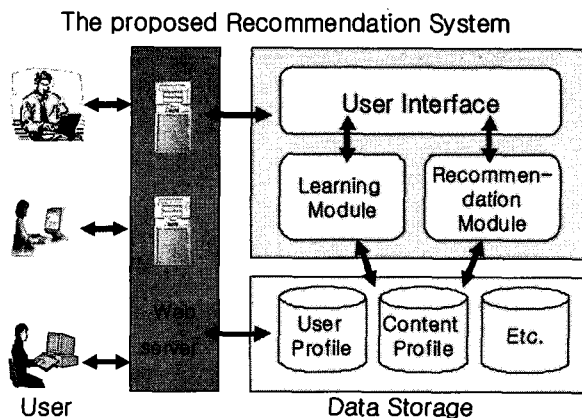 The proposed Recommendation System
User Interface
Learning
Module
Recommen-
dation
Module
Web
server
User
Profile
Content
Profile
Etc.
User
Data Storage